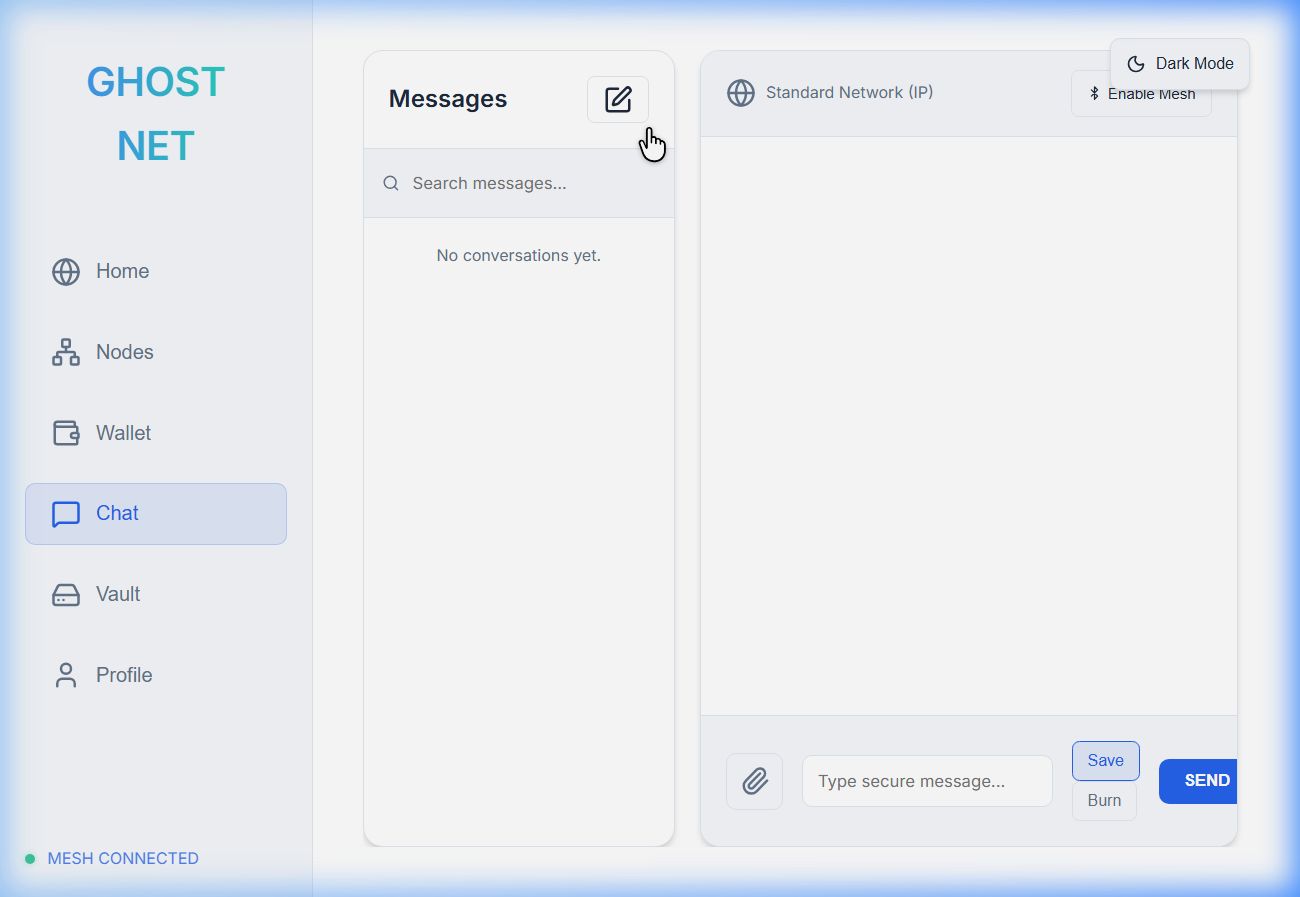 GHOST
NET
Home
Nodes
Wallet
Chat
Vault
Profile
MESH CONNECTED
Messages
Search messages...
No conversations yet.
Standard Network (IP)
Dark Mode
Enable Mesh
Type secure message...
Save
Burn
SEND